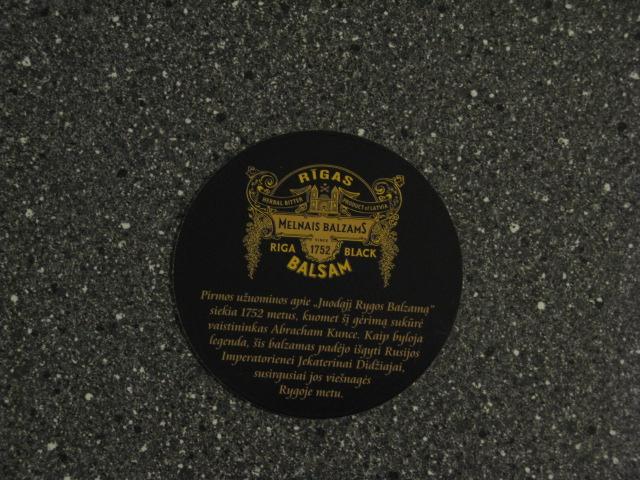 RĪGAS
HERBAL BITTER PRODUCT of LATVIA
MELNAIS BALZAMS
SINCE
RIGA 1752 BLACK
BALSAM
Pirmos užuominos apie „Juodąjį Rygos Balzamą"
siekia 1752 metus, kuomet šį gėrimą sukūrė
vaistininkas Abracham Kunce. Kaip byloja
legenda, šis balzamas padėjo išgyti Rusijos
Imperatorienei Jekaterinai Didžiajai,
susirgusiai jos viešnagės
Rygoje metu.